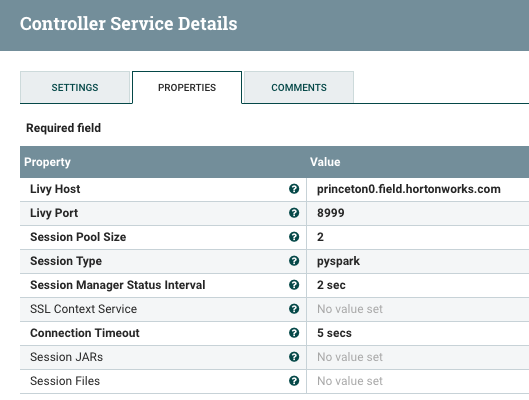 Controller Service Details
SETTINGS PROPERTIES COMMENTS
Required field
Property Value
Livy Host princeton0.field.hortonworks.com
Livy Port 8999
Session Pool Size 2
Session Type pyspark
Session Manager Status Interval 2 sec
SSL Context Service No value set
Connection Timeout 5 secs
Session JARs No value set
Session Files No value set